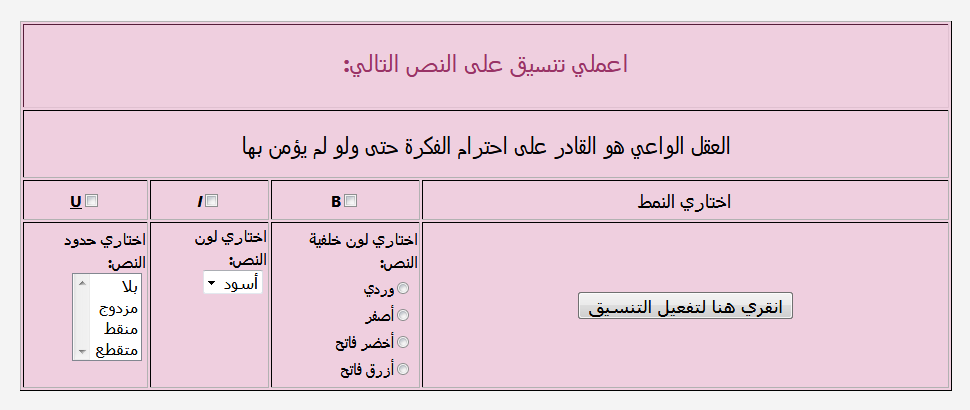 اعملي تنسيق على النص التالي:
العقل الواعي هو القادر على احترام الفكرة حتى ولو لم يؤمن بها
اختاري النمط
B
I
U
انقري هنا لتفعيل التنسيق
اختاري لون خلفية
النص:
وردي
أصفر
أخضر فاتح
أزرق فاتح
اختاري لون
النص:
أسود
اختاري حدود
النص:
بلا
مزدوج
منقط
متقطع